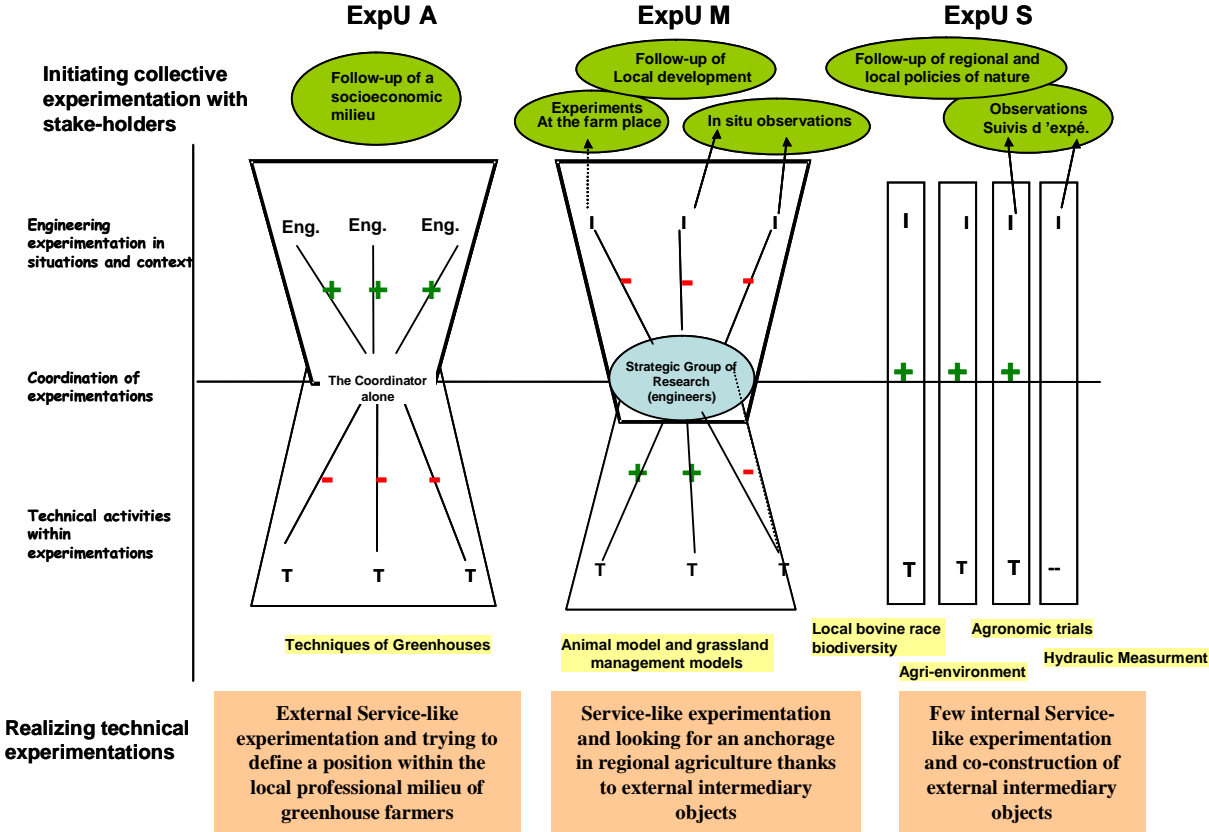 ExpU A
ExpU M
ExpU S
Initiating collective
experimentation with
stake-holders
Follow-up of a
socioeconomic
milieu
Follow-up of
Local development
Experiments
At the farm place
In situ observations
Follow-up of regional and
local policies of nature
Observations
Suivis d 'expé.
Engineering
experimentation in
situations and context
Eng.
Eng.
Eng.
I
I
I
I
I
I
I
+
+
+
-
-
-
Coordination of
experimentations
The Coordinator
alone
Strategic Group of
Research
(engineers)
+
+
+
-
-
-
+
+
-
Technical activities
within
experimentations
T
T
T
T
T
T
T
T
T
--
Techniques of Greenhouses
Animal model and grassland
management models
Local bovine race
biodiversity
Agri-environment
Agronomic trials
Hydraulic Measurment
Realizing technical
experimentations
External Service-like
experimentation and trying to
define a position within the
local professional milieu of
greenhouse farmers
Service-like experimentation
and looking for an anchorage
in regional agriculture thanks
to external intermediary
objects
Few internal Service-
like experimentation
and co-construction of
external intermediary
objects